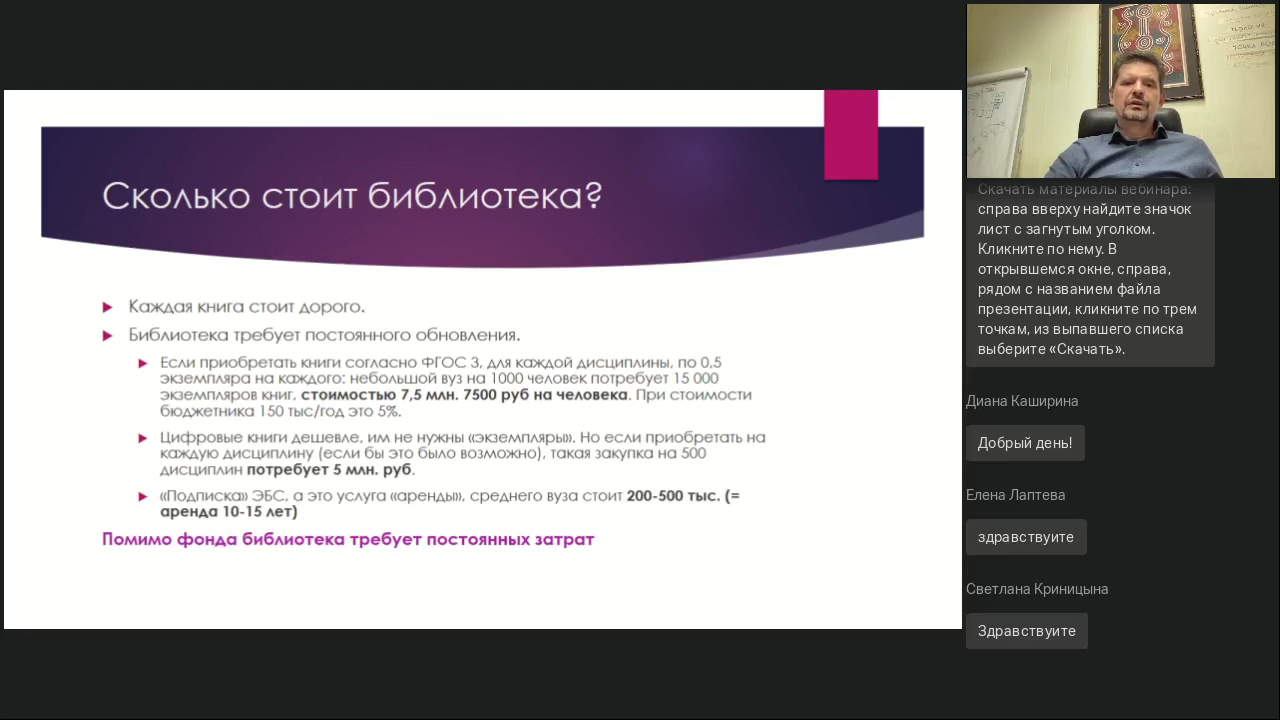 Сколько стоит библиотека?
Каждая книга стоит дорого.
Библиотека требует постоянного обновления.
Если приобретать книги согласно ФГОС 3, для каждой дисциплины, по 0,5
экземпляра на каждого: небольшой вуз на 1000 человек потребует 15 000
экземпляров книг, стоимостью 7,5 млн. 7500 руб на человека. При стоимости
бюджетника 150 тыс/год это 5%.
Цифровые книги дешевле, им не нужны «экземпляры». Но если приобретать на
каждую дисциплину (если бы это было возможно), такая закупка на 500
дисциплин потребует 5 млн. руб.
«Подписка» ЭБС, а это услуга «аренды», среднего вуза стоит 200-500 тыс. (=
аренда 10-15 лет)
Помимо фонда библиотека требует постоянных затрат
Скачать материалы вебинара:
справа вверху найдите значок
лист с загнутым уголком.
Кликните по нему. В
открывшемся окне, справа,
рядом с названием файла
презентации, кликните по трем
точкам, из выпавшего списка
выберите «Скачать».
Диана Каширина
Добрый день!
Елена Лаптева
здравствуите
Светлана Криницына
Здравствуите